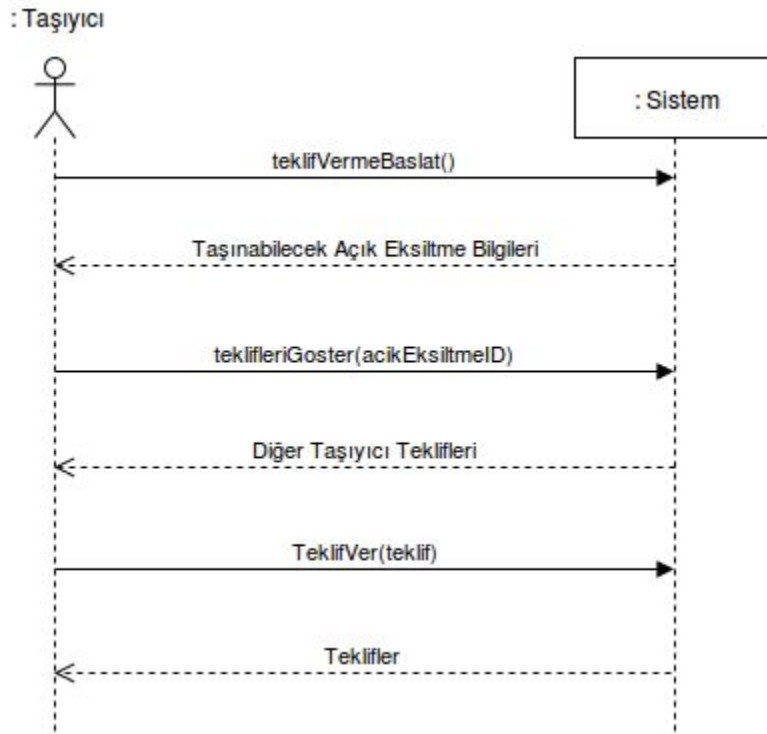 : Taşıyıcı
: Sistem
teklifVermeBaslat()
Taşınabilecek Açık Eksiltme Bilgileri
teklifleriGoster(acikEksiltmeID)
Diğer Taşıyıcı Teklifleri
TeklifVer(teklif)
Teklifler